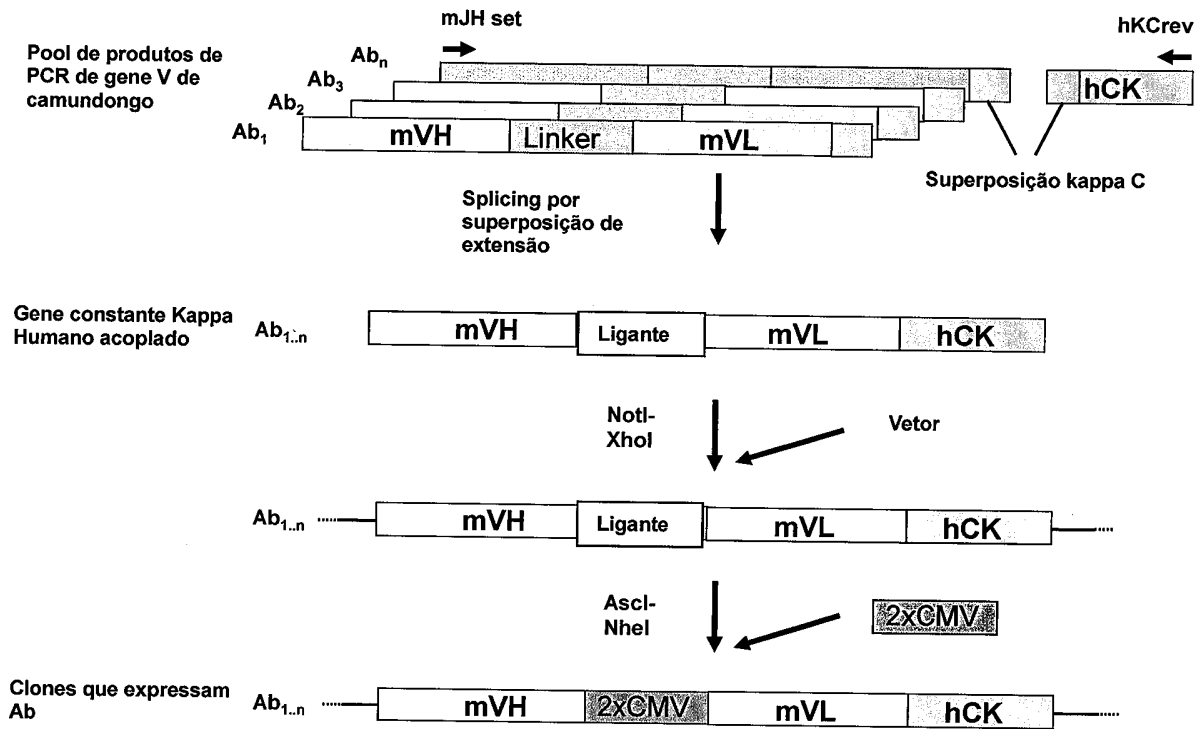 mJH set
hKCrev
Pool de produtos de
PCR de gene V de
camundongo
Abn
Ab3
Ab2
Ab1
hCK
mVH
Linker
mVL
Superposição kappa C
Splicing por
superposição de
extensão
Gene constante Kappa
Humano acoplado
Ab1..n
mVH
Ligante
mVL
hCK
NotI-
XhoI
Vetor
Ab1..n
mVH
Ligante
mVL
hCK
AscI-
NheI
2xCMV
Clones que expressam
Ab
Ab1..n
mVH
2xCMV
mVL
hCK